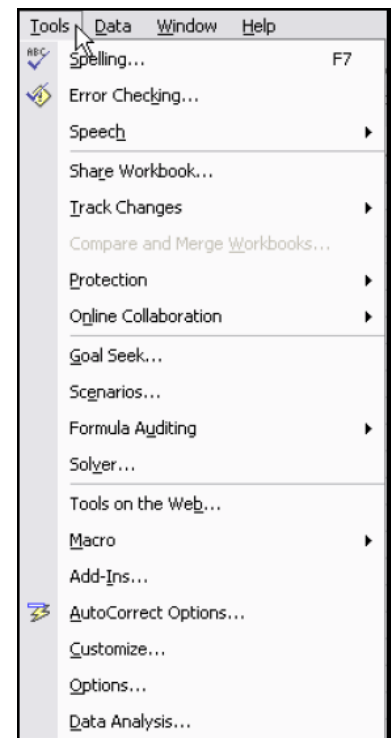 Tools Data Window Help
ABC Spelling... F7
Error Checking...
Speech
Share Workbook...
Track Changes
Compare and Merge Workbooks...
Protection
Online Collaboration
Goal Seek...
Scenarios...
Formula Auditing
Solver...
Tools on the Web...
Macro
Add-Ins...
AutoCorrect Options...
Customize...
Options...
Data Analysis...